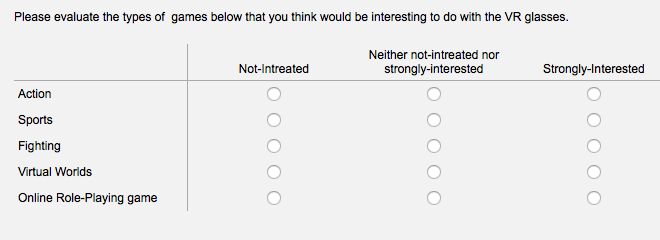 Please evaluate the types of games below that you think would be interesting to do with the VR glasses.
Not-Intreated
Neither not-intreated nor
strongly-interested
Strongly-Interested
Action
Sports
Fighting
Virtual Worlds
Online Role-Playing game